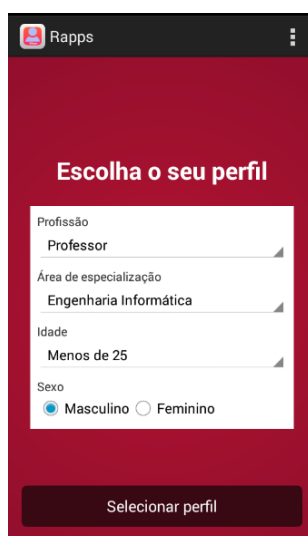 Rapps
Escolha o seu perfil
Profissão
Professor
Área de especialização
Engenharia Informática
Idade
Menos de 25
Sexo
Masculino Feminino
Selecionar perfil